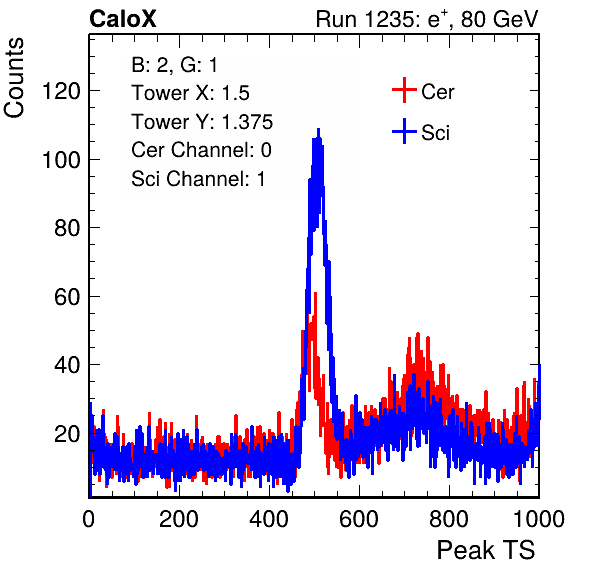 CaloX Run 1235: e⁺, 80 GeV
Counts
B: 2, G: 1
Tower X: 1.5
Tower Y: 1.375
Cer Channel: 0
Sci Channel: 1
Cer
Sci
120
100
80
60
40
20
0 200 400 600 800 1000
Peak TS